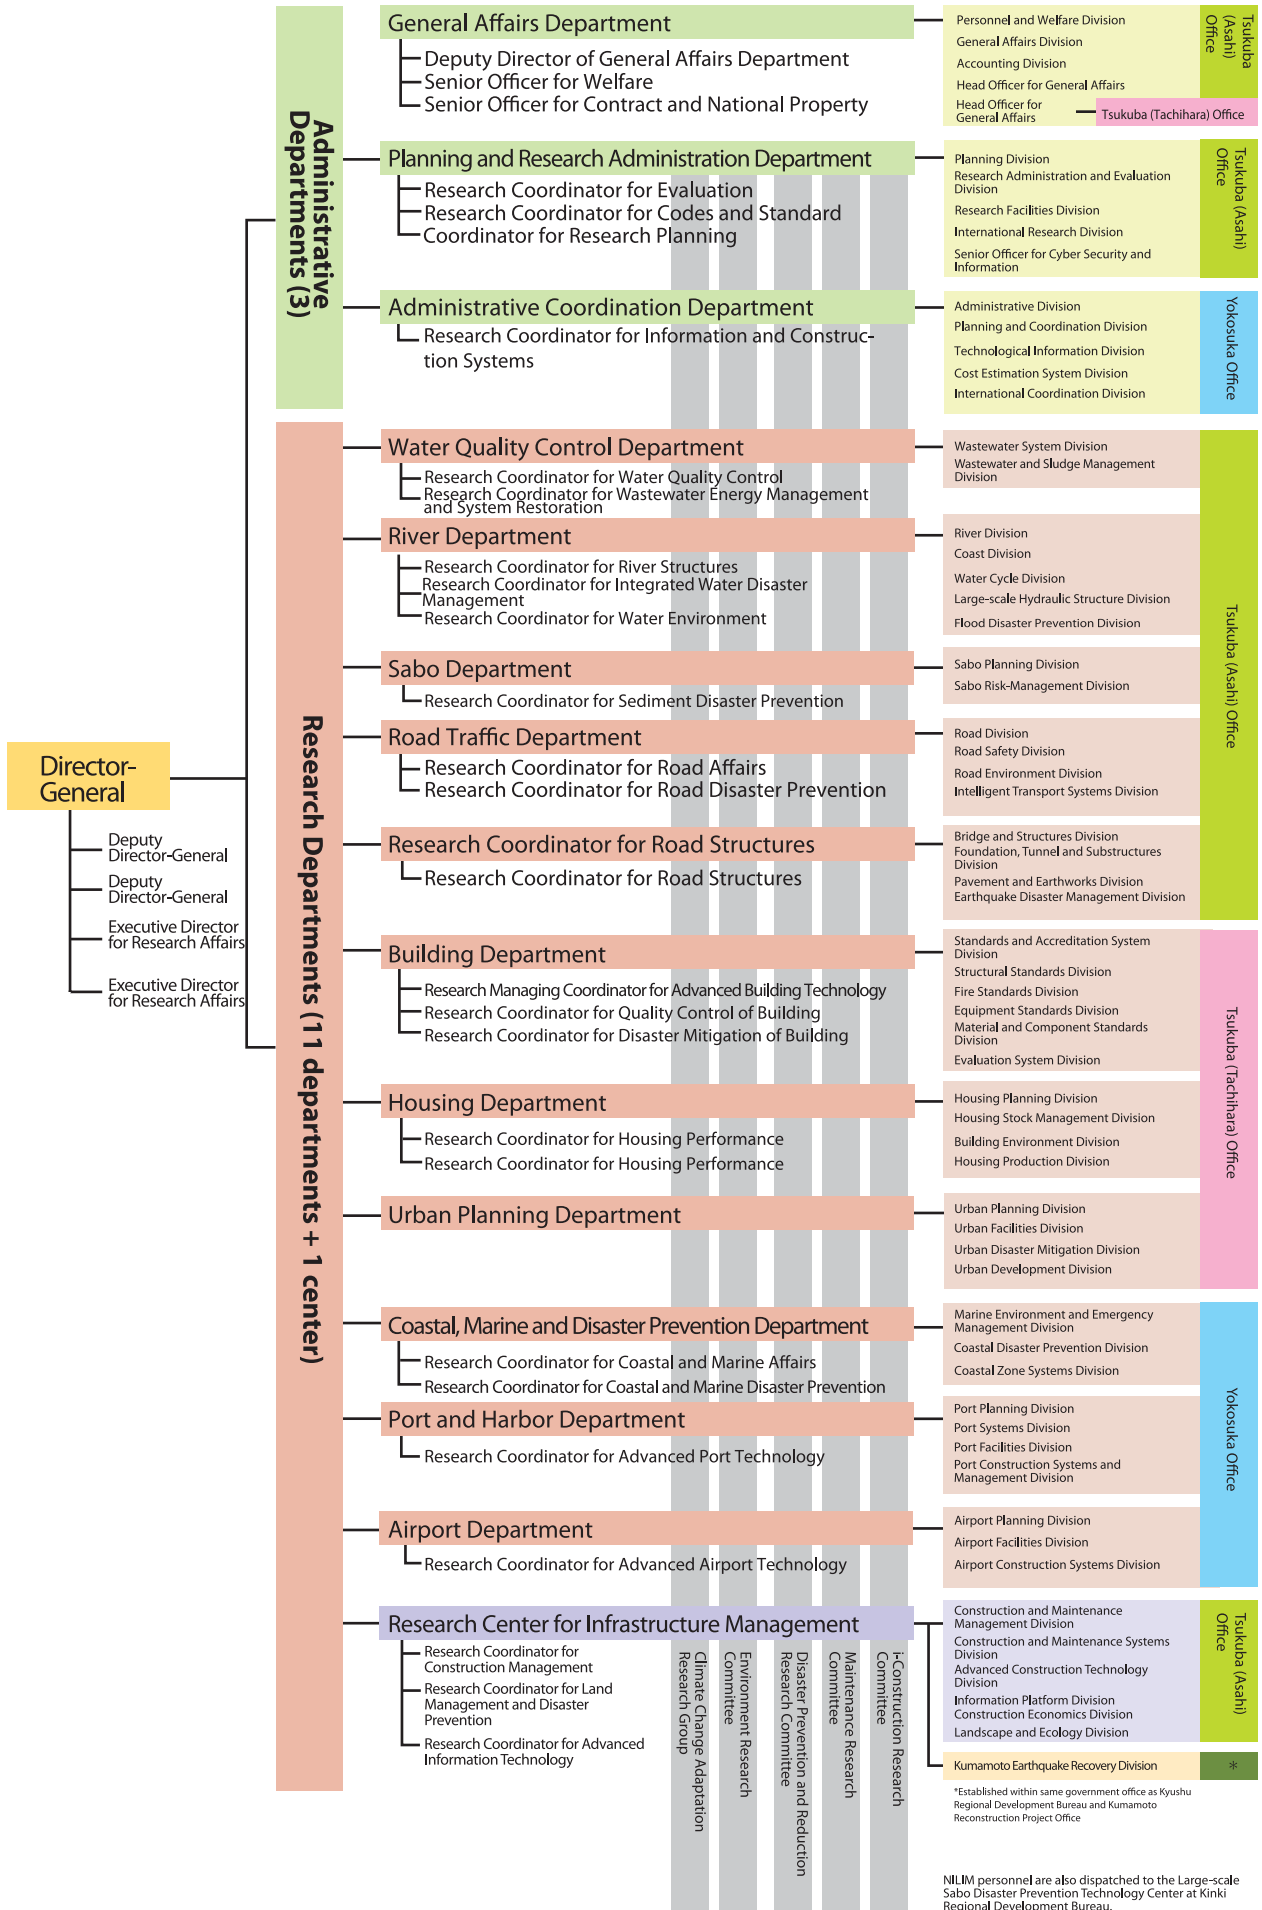 Director-
General
Deputy
Director-General
Deputy
Director-General
Executive Director
for Research Affairs
Executive Director
for Research Affairs
Administrative
Departments (3)
General Affairs Department
Deputy Director of General Affairs Department
Senior Officer for Welfare
Senior Officer for Contract and National Property
Personnel and Welfare Division
General Affairs Division
Accounting Division
Head Officer for General Affairs
Head Officer for
General Affairs
Tsukuba (Tachihara) Office
Tsukuba
(Asahi)
Office
Planning and Research Administration Department
Research Coordinator for Evaluation
Research Coordinator for Codes and Standard
Coordinator for Research Planning
Planning Division
Research Administration and Evaluation
Division
Research Facilities Division
International Research Division
Senior Officer for Cyber Security and
Information
Tsukuba (Asahi)
Office
Administrative Coordination Department
Research Coordinator for Information and Construc-
tion Systems
Administrative Division
Planning and Coordination Division
Technological Information Division
Cost Estimation System Division
International Coordination Division
Yokosuka Office
Research Departments (11 departments + 1 center)
Water Quality Control Department
Research Coordinator for Water Quality Control
Research Coordinator for Wastewater Energy Management
and System Restoration
Wastewater System Division
Wastewater and Sludge Management
Division
River Department
Research Coordinator for River Structures
Research Coordinator for Integrated Water Disaster
Management
Research Coordinator for Water Environment
River Division
Coast Division
Water Cycle Division
Large-scale Hydraulic Structure Division
Flood Disaster Prevention Division
Sabo Department
Research Coordinator for Sediment Disaster Prevention
Sabo Planning Division
Sabo Risk-Management Division
Road Traffic Department
Research Coordinator for Road Affairs
Research Coordinator for Road Disaster Prevention
Road Division
Road Safety Division
Road Environment Division
Intelligent Transport Systems Division
Research Coordinator for Road Structures
Research Coordinator for Road Structures
Bridge and Structures Division
Foundation, Tunnel and Substructures
Division
Pavement and Earthworks Division
Earthquake Disaster Management Division
Tsukuba (Asahi) Office
Building Department
Research Managing Coordinator for Advanced Building Technology
Research Coordinator for Quality Control of Building
Research Coordinator for Disaster Mitigation of Building
Standards and Accreditation System
Division
Structural Standards Division
Fire Standards Division
Equipment Standards Division
Material and Component Standards
Division
Evaluation System Division
Housing Department
Research Coordinator for Housing Performance
Research Coordinator for Housing Performance
Housing Planning Division
Housing Stock Management Division
Building Environment Division
Housing Production Division
Urban Planning Department
Urban Planning Division
Urban Facilities Division
Urban Disaster Mitigation Division
Urban Development Division
Tsukuba (Tachihara) Office
Coastal, Marine and Disaster Prevention Department
Research Coordinator for Coastal and Marine Affairs
Research Coordinator for Coastal and Marine Disaster Prevention
Marine Environment and Emergency
Management Division
Coastal Disaster Prevention Division
Coastal Zone Systems Division
Port and Harbor Department
Research Coordinator for Advanced Port Technology
Port Planning Division
Port Systems Division
Port Facilities Division
Port Construction Systems and
Management Division
Airport Department
Research Coordinator for Advanced Airport Technology
Airport Planning Division
Airport Facilities Division
Airport Construction Systems Division
Yokosuka Office
Research Center for Infrastructure Management
Research Coordinator for
Construction Management
Research Coordinator for Land
Management and Disaster
Prevention
Research Coordinator for Advanced
Information Technology
Climate Change Adaptation
Research Group
Environment Research
Committee
Disaster Prevention and Reduction
Research Committee
Maintenance Research
Committee
i-Construction Research
Committee
Construction and Maintenance
Management Division
Construction and Maintenance Systems
Division
Advanced Construction Technology
Division
Information Platform Division
Construction Economics Division
Landscape and Ecology Division
Tsukuba (Asahi)
Office
Kumamoto Earthquake Recovery Division
*
*Established within same government office as Kyushu
Regional Development Bureau and Kumamoto
Reconstruction Project Office
NILIM personnel are also dispatched to the Large-scale
Sabo Disaster Prevention Technology Center at Kinki
Regional Development Bureau.